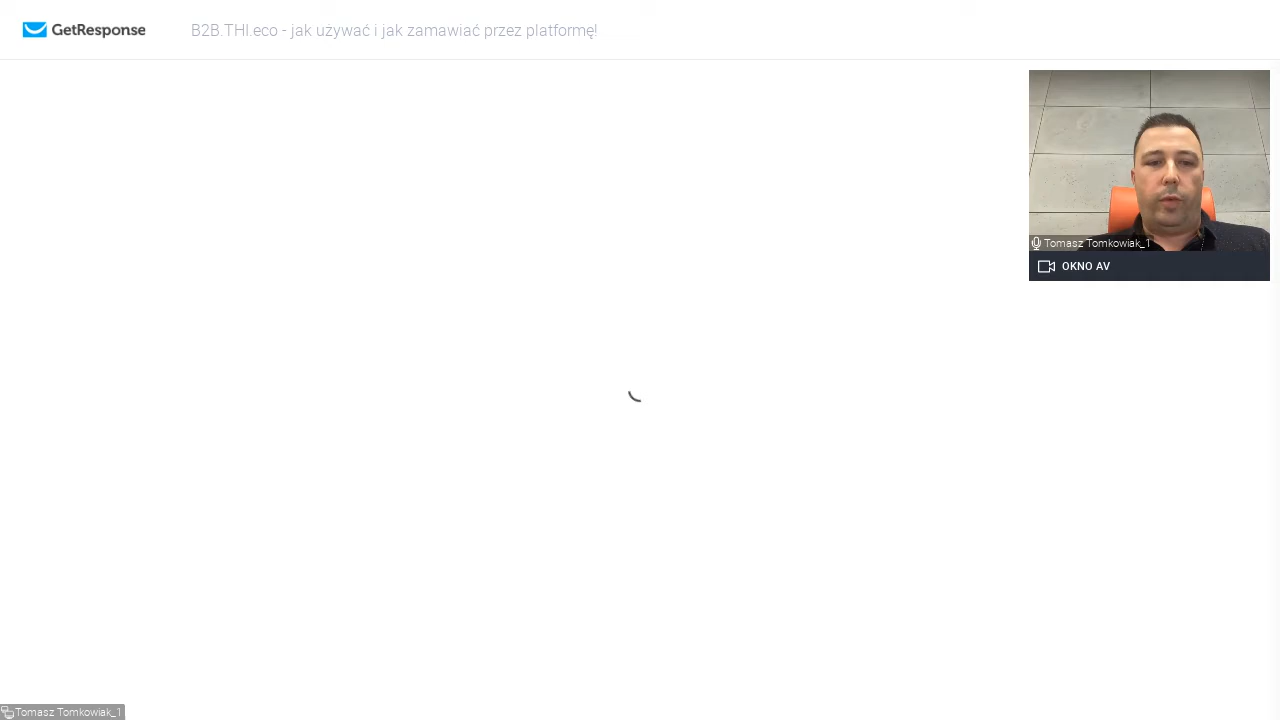 GetResponse
B2B.THI.eco - jak używać i jak zamawiać przez platformę!
Tomasz Tomkowiak_1
OKNO AV
Tomasz Tomkowiak_1